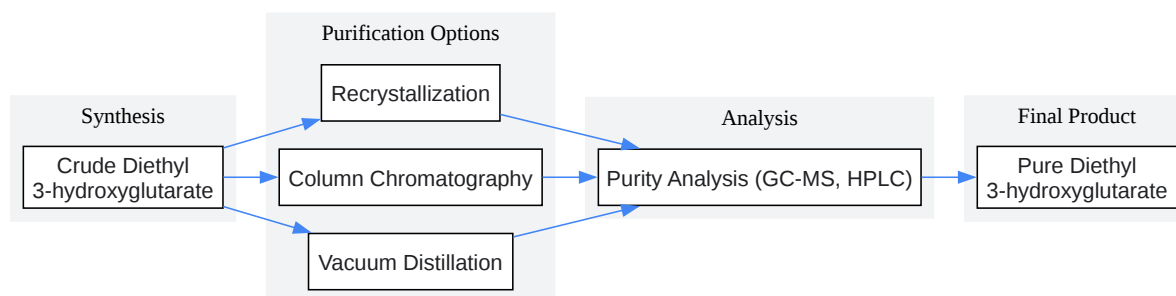 Synthesis
Crude Diethyl
3-hydroxyglutarate
Purification Options
Recrystallization
Column Chromatography
Vacuum Distillation
Analysis
Purity Analysis (GC-MS, HPLC)
Final Product
Pure Diethyl
3-hydroxyglutarate